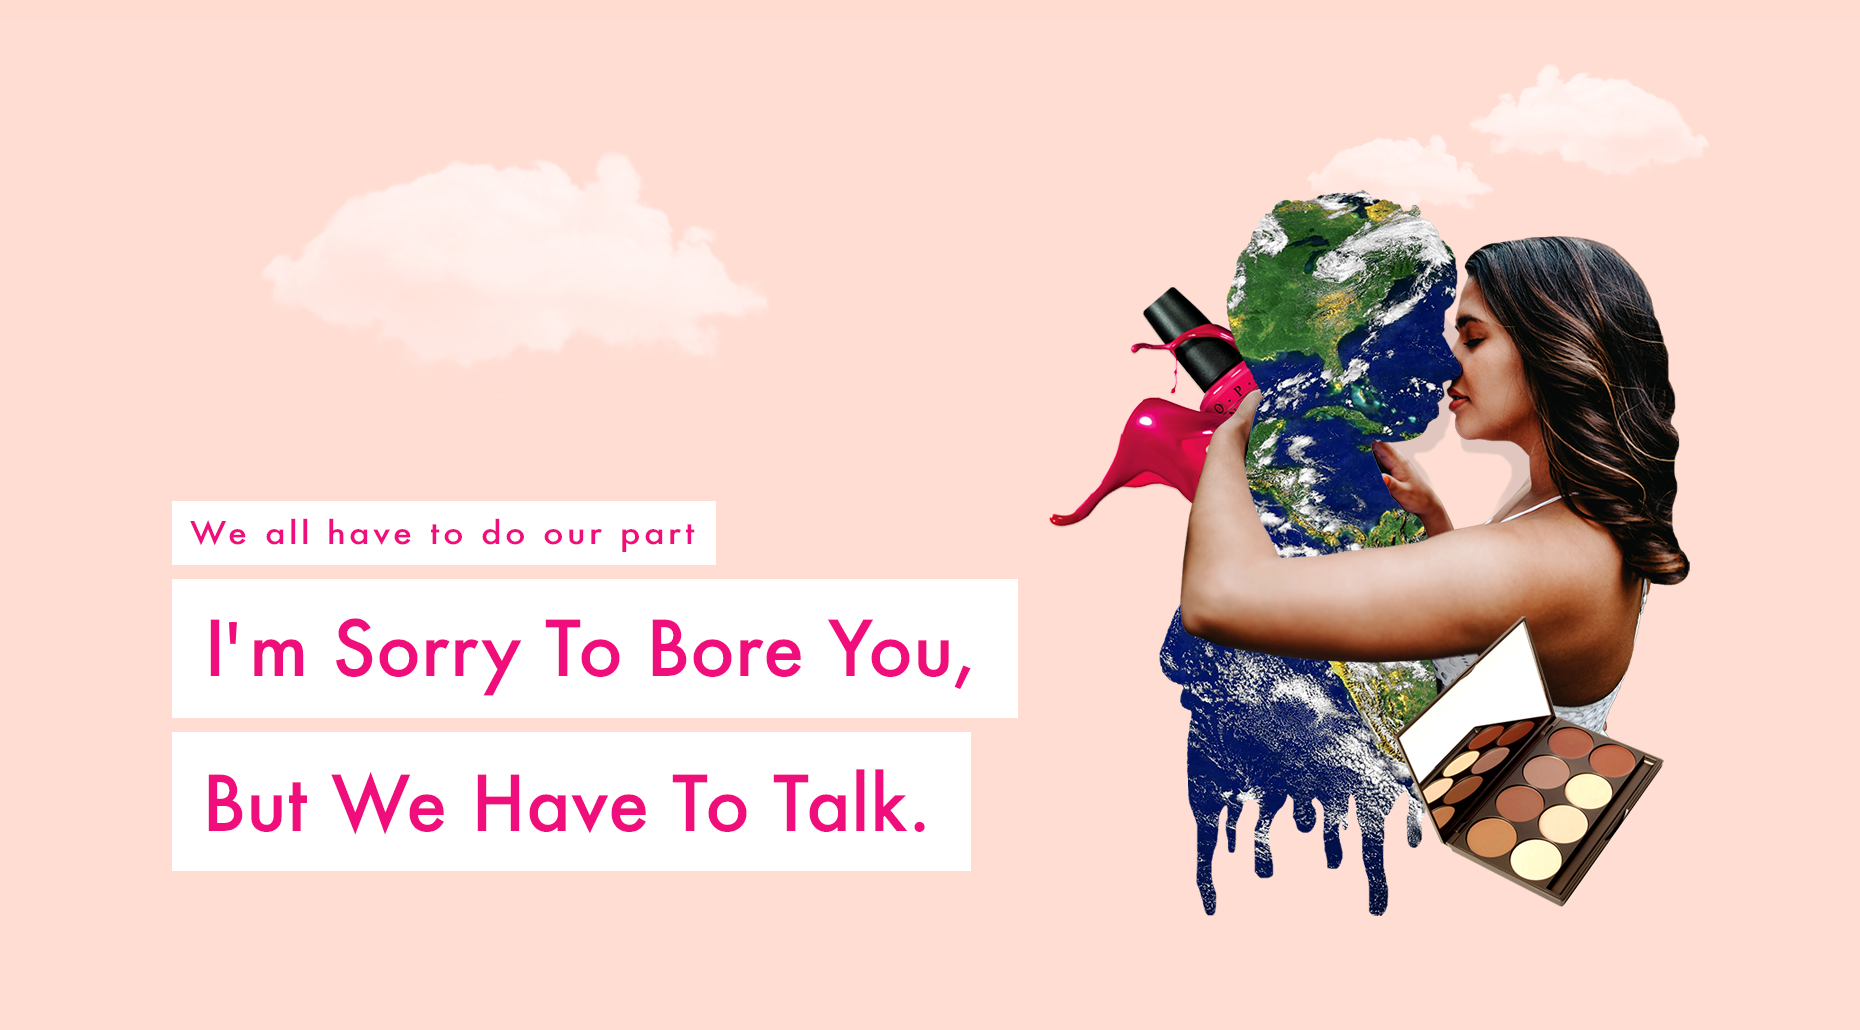 We all have to do our part
I'm Sorry To Bore You,
But We Have To Talk.
O.P.